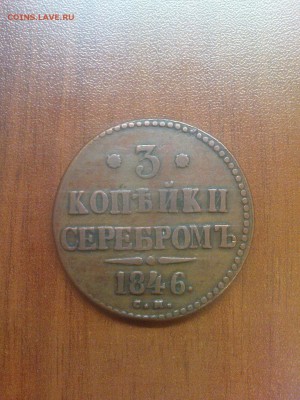 COINS.LAVE.RU
* 3 *
КОПѢЙКИ
СЕРЕБРОМЪ.
1846.
С.М.